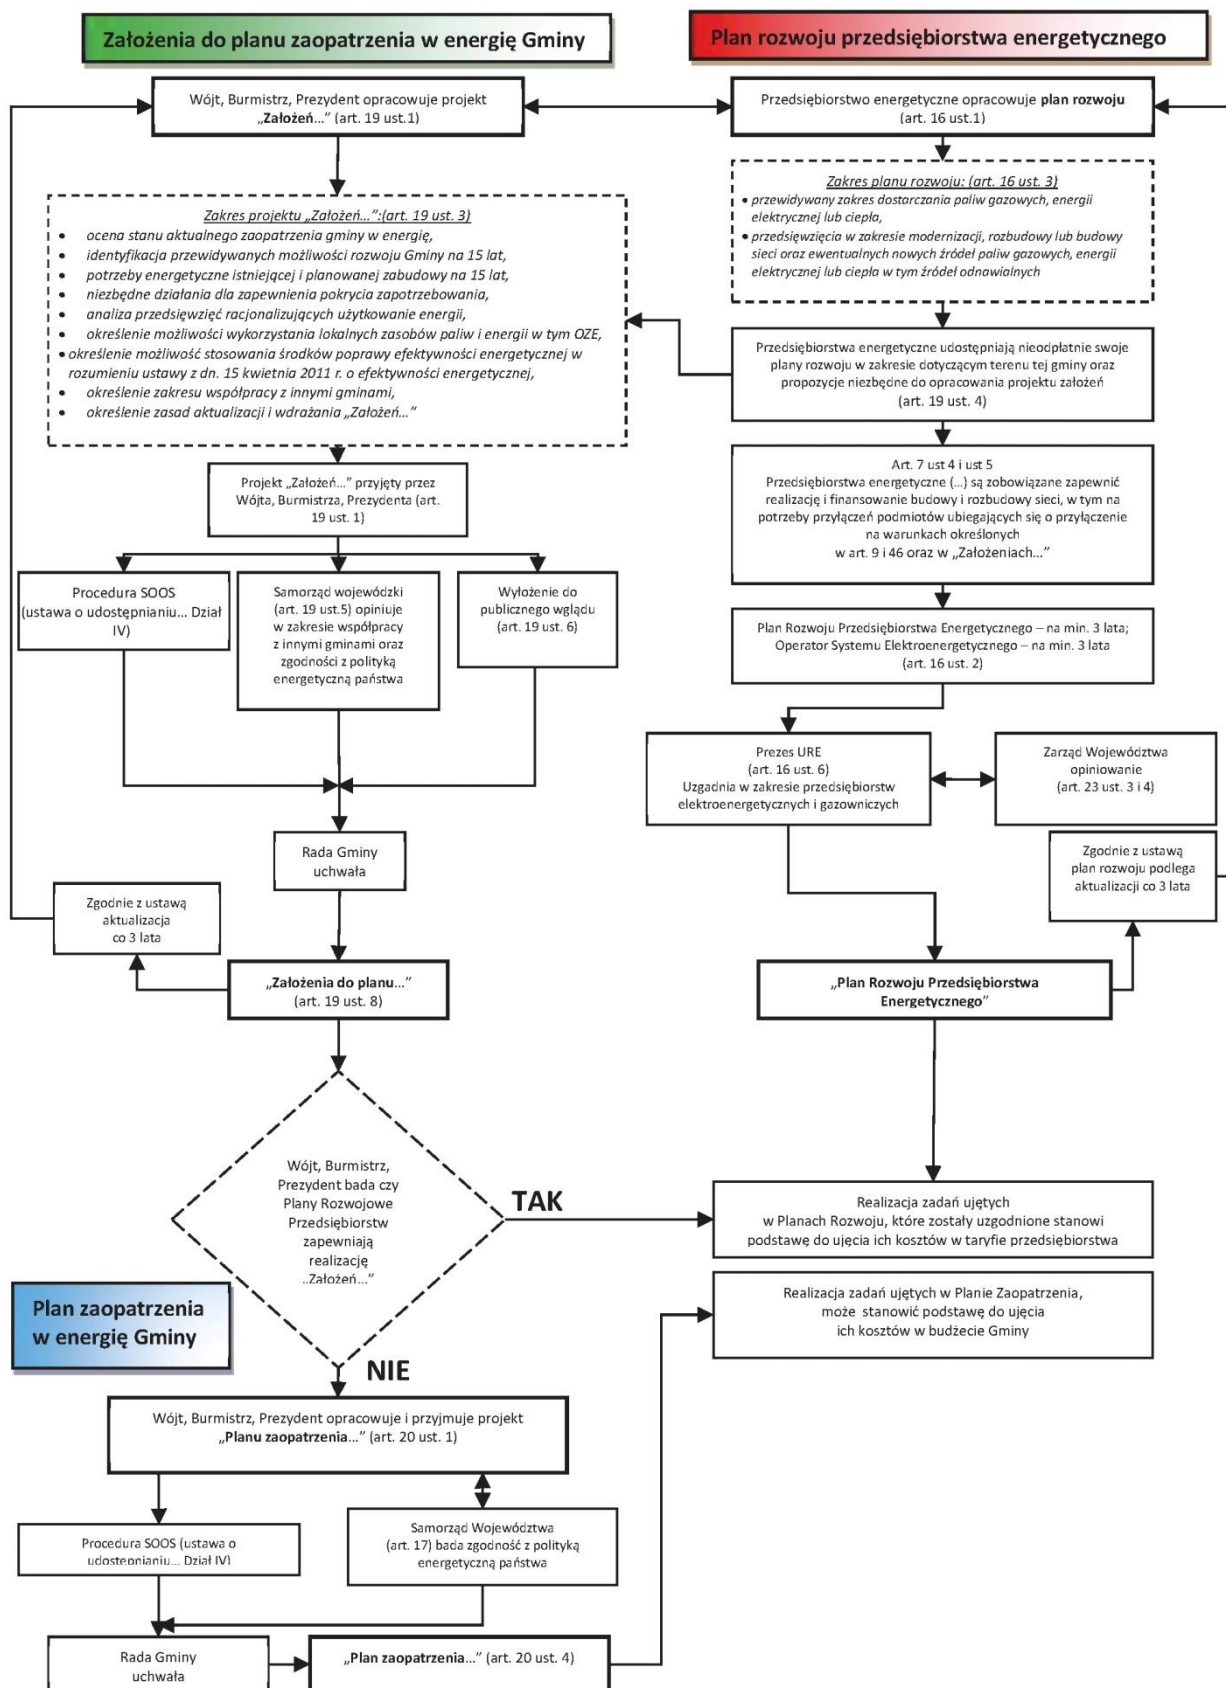 Założenia do planu zaopatrzenia w energię Gminy
Wójt, Burmistrz, Prezydent opracowuje projekt
„Założeń…” (art. 19 ust.1)
Zakres projektu „Założeń…”:(art. 19 ust. 3)
• ocena stanu aktualnego zaopatrzenia gminy w energię,
• identyfikacja przewidywanych możliwości rozwoju Gminy na 15 lat,
• potrzeby energetyczne istniejącej i planowanej zabudowy na 15 lat,
• niezbędne działania dla zapewnienia pokrycia zapotrzebowania,
• analiza przedsięwzięć racjonalizujących użytkowanie energii,
• określenie możliwości wykorzystania lokalnych zasobów paliw i energii w tym OZE,
• określenie możliwość stosowania środków poprawy efektywności energetycznej w
rozumieniu ustawy z dn. 15 kwietnia 2011 r. o efektywności energetycznej,
• określenie zakresu współpracy z innymi gminami,
• określenie zasad aktualizacji i wdrażania „Założeń…”
Projekt „Założeń…” przyjęty przez
Wójta, Burmistrza, Prezydenta (art.
19 ust. 1)
Procedura SOOS
(ustawa o udostępnianiu… Dział
IV)
Samorząd wojewódzki
(art. 19 ust.5) opiniuje
w zakresie współpracy
z innymi gminami oraz
zgodności z polityką
energetyczną państwa
Wyłożenie do
publicznego wglądu
(art. 19 ust. 6)
Rada Gminy
uchwała
Zgodnie z ustawą
aktualizacja
co 3 lata
„Założenia do planu…”
(art. 19 ust. 8)
Wójt, Burmistrz,
Prezydent bada czy
Plany Rozwojowe
Przedsiębiorstw
zapewniają
realizację
„Założeń…”
TAK
NIE
Plan rozwoju przedsiębiorstwa energetycznego
Przedsiębiorstwo energetyczne opracowuje plan rozwoju
(art. 16 ust.1)
Zakres planu rozwoju: (art. 16 ust. 3)
• przewidywany zakres dostarczania paliw gazowych, energii
elektrycznej lub ciepła,
• przedsięwzięcia w zakresie modernizacji, rozbudowy lub budowy
sieci oraz ewentualnych nowych źródeł paliw gazowych, energii
elektrycznej lub ciepła w tym źródeł odnawialnych
Przedsiębiorstwa energetyczne udostępniają nieodpłatnie swoje
plany rozwoju w zakresie dotyczącym terenu tej gminy oraz
propozycje niezbędne do opracowania projektu założeń
(art. 19 ust. 4)
Art. 7 ust 4 i ust 5
Przedsiębiorstwa energetyczne (…) są zobowiązane zapewnić
realizację i finansowanie budowy i rozbudowy sieci, w tym na
potrzeby przyłączeń podmiotów ubiegających się o przyłączenie
na warunkach określonych
w art. 9 i 46 oraz w „Założeniach…”
Plan Rozwoju Przedsiębiorstwa Energetycznego – na min. 3 lata;
Operator Systemu Elektroenergetycznego – na min. 3 lata
(art. 16 ust. 2)
Prezes URE
(art. 16 ust. 6)
Uzgadnia w zakresie przedsiębiorstw
elektroenergetycznych i gazowniczych
Zarząd Województwa
opiniowanie
(art. 23 ust. 3 i 4)
Zgodnie z ustawą
plan rozwoju podlega
aktualizacji co 3 lata
„Plan Rozwoju Przedsiębiorstwa
Energetycznego”
Realizacja zadań ujętych
w Planach Rozwoju, które zostały uzgodnione stanowi
podstawę do ujęcia ich kosztów w taryfie przedsiębiorstwa
Realizacja zadań ujętych w Planie Zaopatrzenia,
może stanowić podstawę do ujęcia
ich kosztów w budżecie Gminy
Plan zaopatrzenia
w energię Gminy
Wójt, Burmistrz, Prezydent opracowuje i przyjmuje projekt
„Planu zaopatrzenia…” (art. 20 ust. 1)
Procedura SOOS (ustawa o
udostępnianiu… Dział IV)
Samorząd Województwa
(art. 17) bada zgodność z polityką
energetyczną państwa
Rada Gminy
uchwała
„Plan zaopatrzenia…” (art. 20 ust. 4)